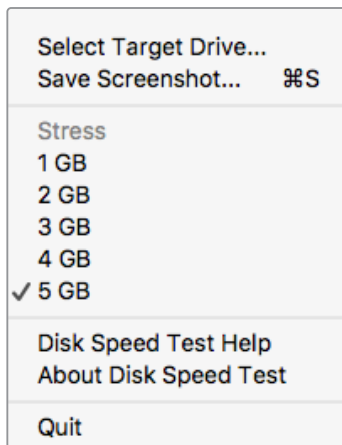 Select Target Drive...
Save Screenshot... ⌘S
Stress
1 GB
2 GB
3 GB
4 GB
✓ 5 GB
Disk Speed Test Help
About Disk Speed Test
Quit